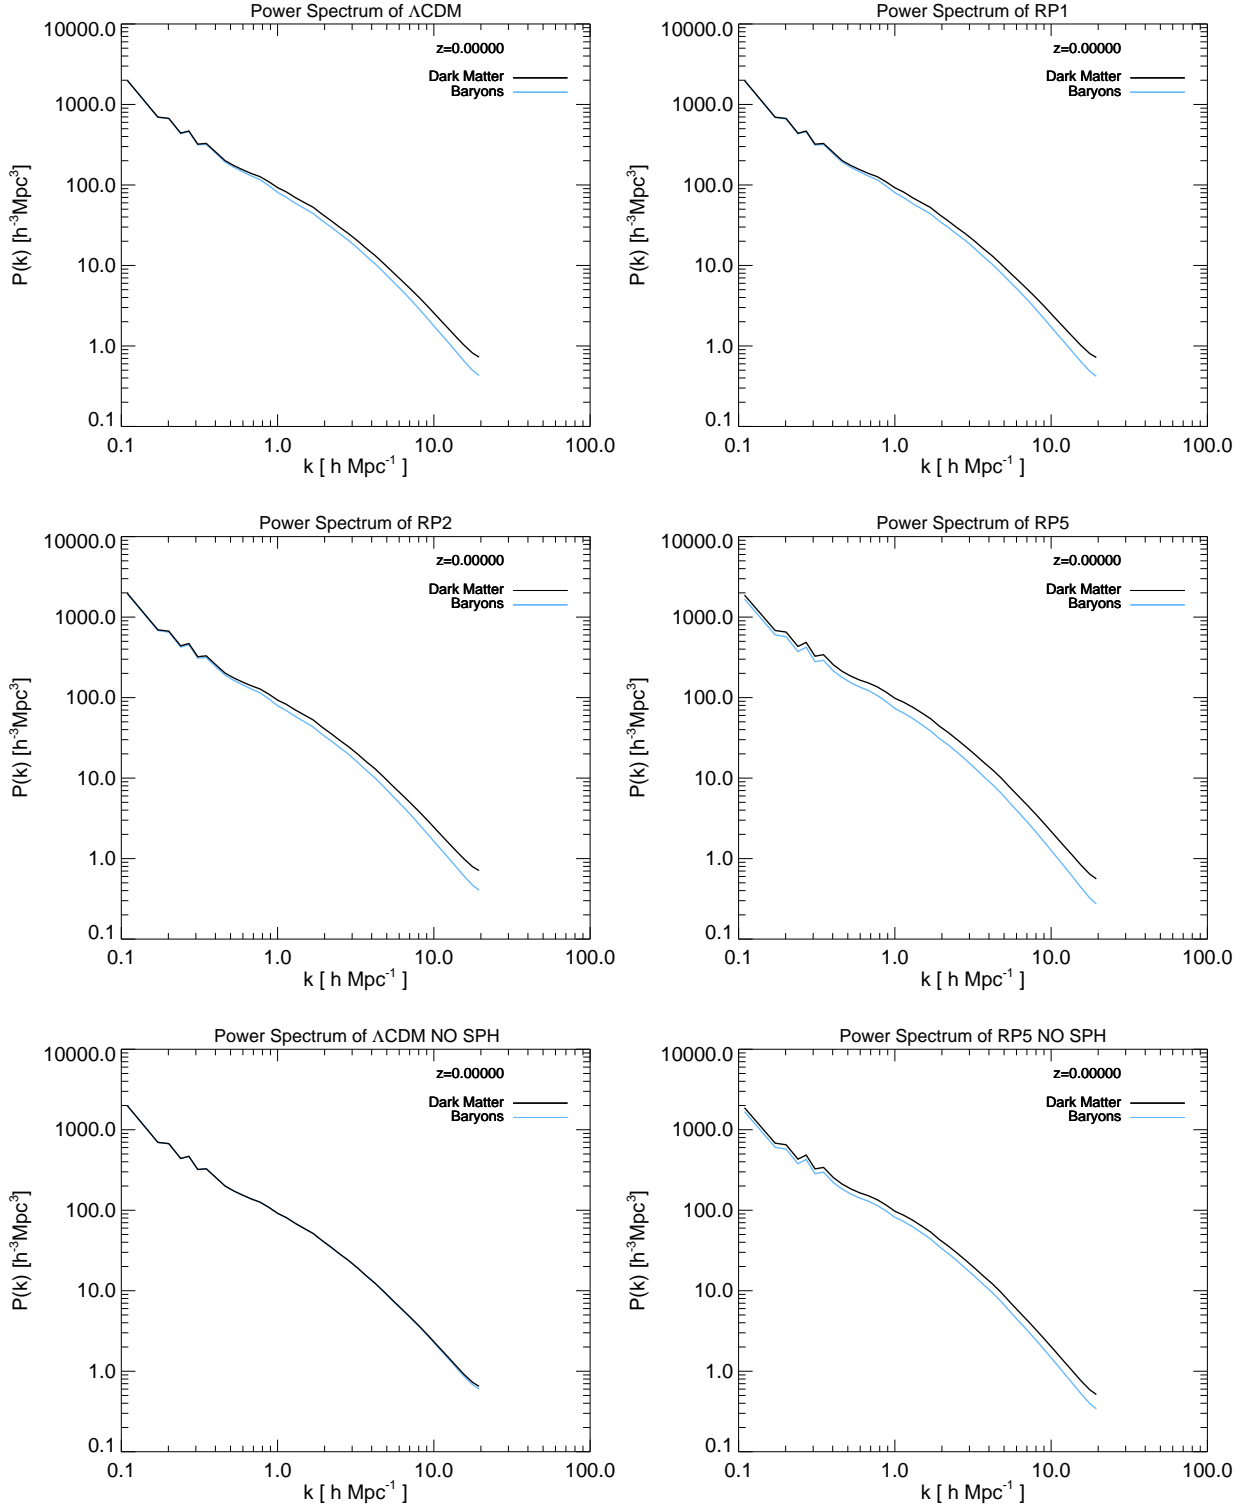 Power Spectrum of ΛCDM
z=0.00000
Dark Matter
Baryons
10000.0
1000.0
100.0
10.0
1.0
0.1
P(k) [h⁻³Mpc³]
0.1 1.0 10.0 100.0
k [ h Mpc⁻¹ ]
Power Spectrum of RP1
z=0.00000
Dark Matter
Baryons
10000.0
1000.0
100.0
10.0
1.0
0.1
P(k) [h⁻³Mpc³]
0.1 1.0 10.0 100.0
k [ h Mpc⁻¹ ]
Power Spectrum of RP2
z=0.00000
Dark Matter
Baryons
10000.0
1000.0
100.0
10.0
1.0
0.1
P(k) [h⁻³Mpc³]
0.1 1.0 10.0 100.0
k [ h Mpc⁻¹ ]
Power Spectrum of RP5
z=0.00000
Dark Matter
Baryons
10000.0
1000.0
100.0
10.0
1.0
0.1
P(k) [h⁻³Mpc³]
0.1 1.0 10.0 100.0
k [ h Mpc⁻¹ ]
Power Spectrum of ΛCDM NO SPH
z=0.00000
Dark Matter
Baryons
10000.0
1000.0
100.0
10.0
1.0
0.1
P(k) [h⁻³Mpc³]
0.1 1.0 10.0 100.0
k [ h Mpc⁻¹ ]
Power Spectrum of RP5 NO SPH
z=0.00000
Dark Matter
Baryons
10000.0
1000.0
100.0
10.0
1.0
0.1
P(k) [h⁻³Mpc³]
0.1 1.0 10.0 100.0
k [ h Mpc⁻¹ ]